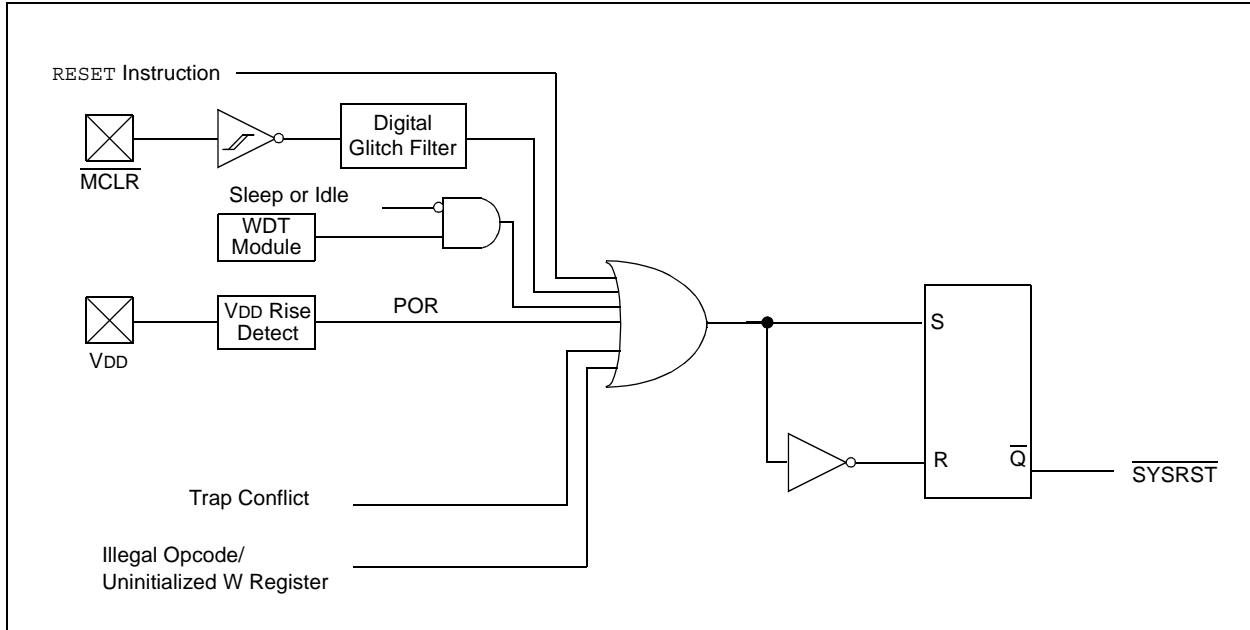 RESET Instruction
MCLR
Digital
Glitch Filter
Sleep or Idle
WDT
Module
VDD
VDD Rise
Detect
POR
Trap Conflict
Illegal Opcode/
Uninitialized W Register
S
R
Q
SYSRST